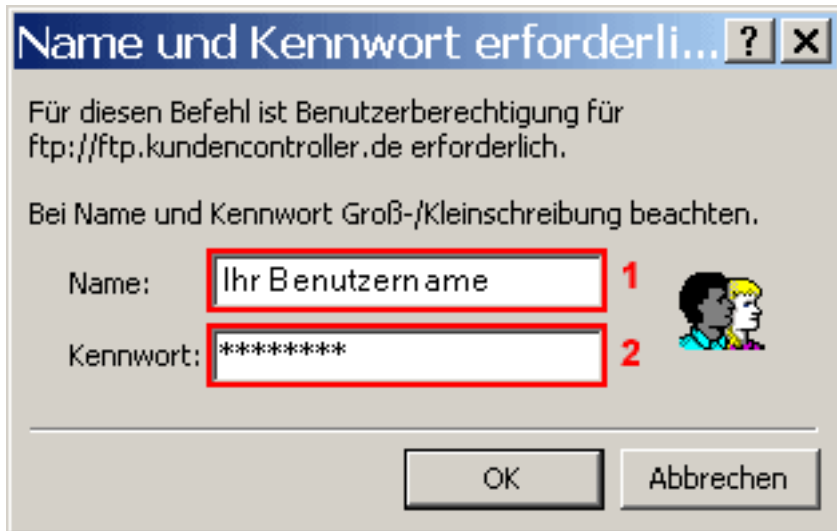 Name und Kennwort erforderli...
Für diesen Befehl ist Benutzerberechtigung für
ftp://ftp.kundencontroller.de erforderlich.
Bei Name und Kennwort Groß-/Kleinschreibung beachten.
Name: Ihr Benutzername 1
Kennwort: ******** 2
OK Abbrechen